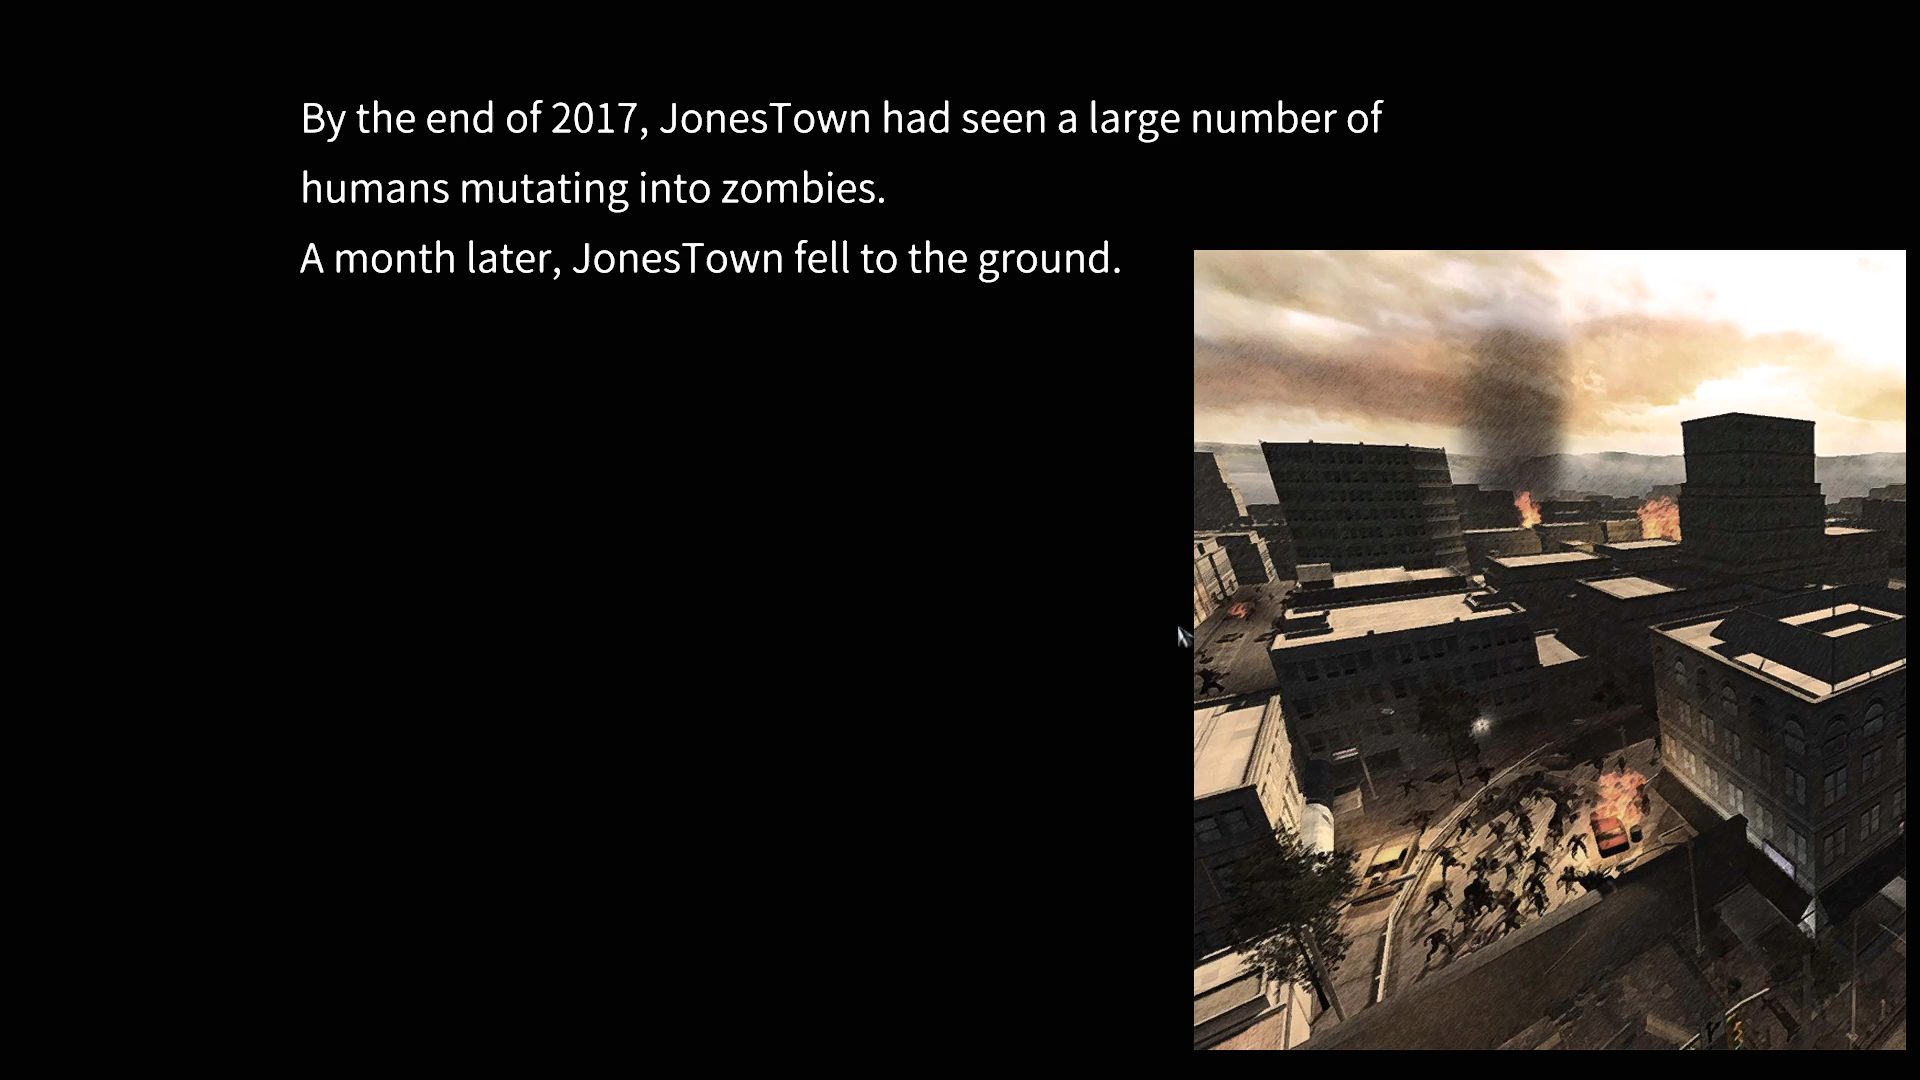 By the end of 2017, JonesTown had seen a large number of
humans mutating into zombies.
A month later, JonesTown fell to the ground.